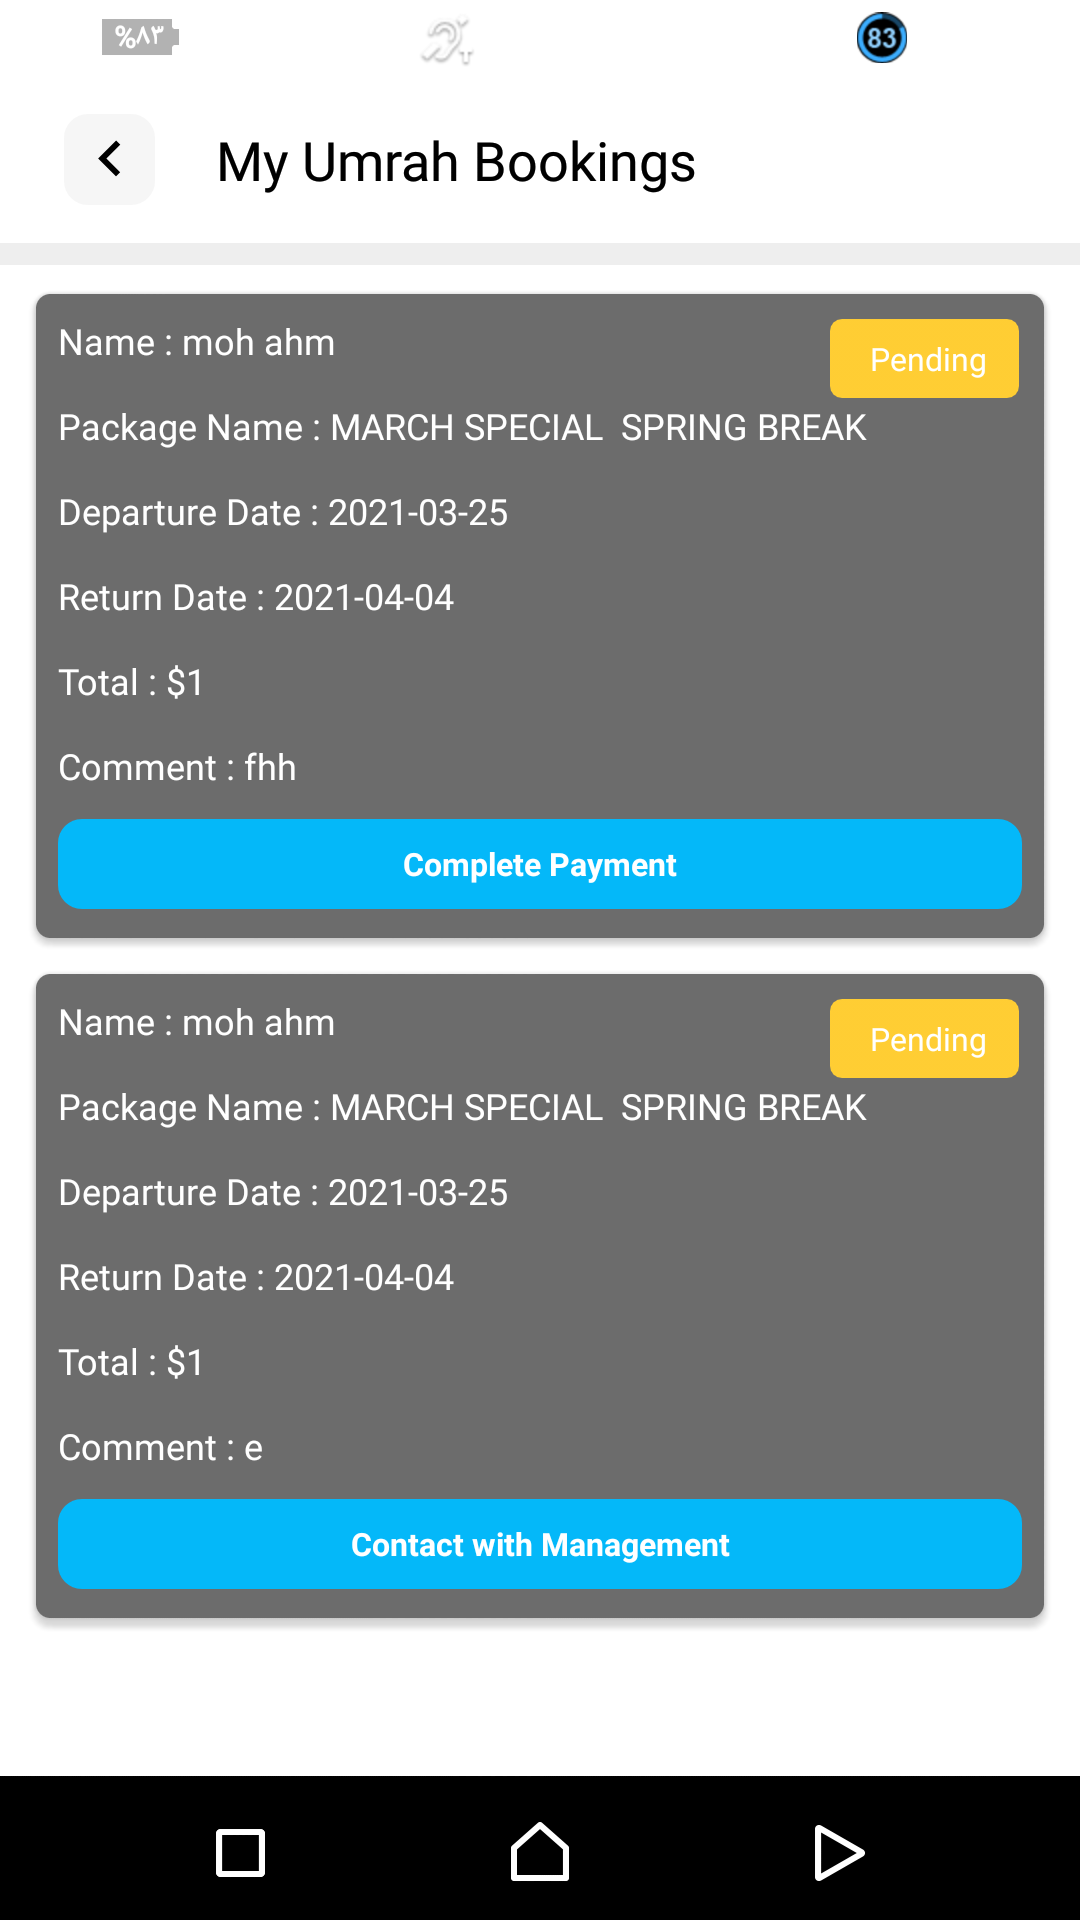 %٨٣
T
83
My Umrah Bookings
Name : moh ahm
Pending
Package Name : MARCH SPECIAL  SPRING BREAK
Departure Date : 2021-03-25
Return Date : 2021-04-04
Total : $1
Comment : fhh
Complete Payment
Name : moh ahm
Pending
Package Name : MARCH SPECIAL  SPRING BREAK
Departure Date : 2021-03-25
Return Date : 2021-04-04
Total : $1
Comment : e
Contact with Management